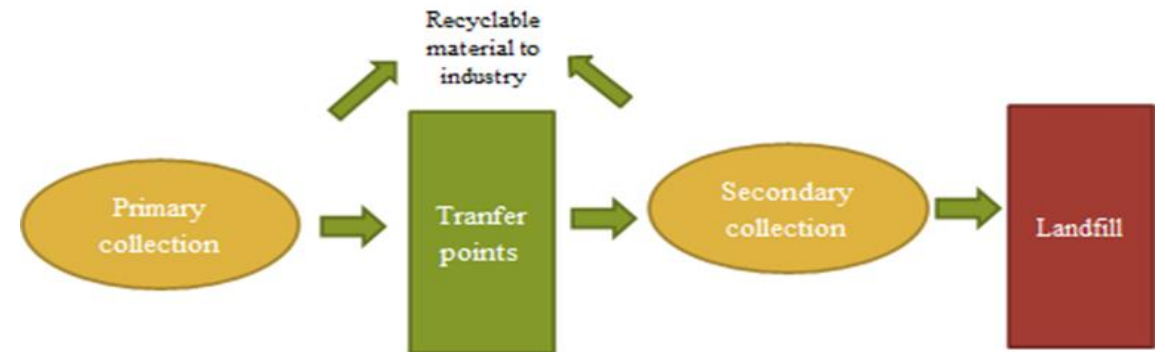 Recyclable
material to
industry
Primary
collection
Tranfer
points
Secondary
collection
Landfill